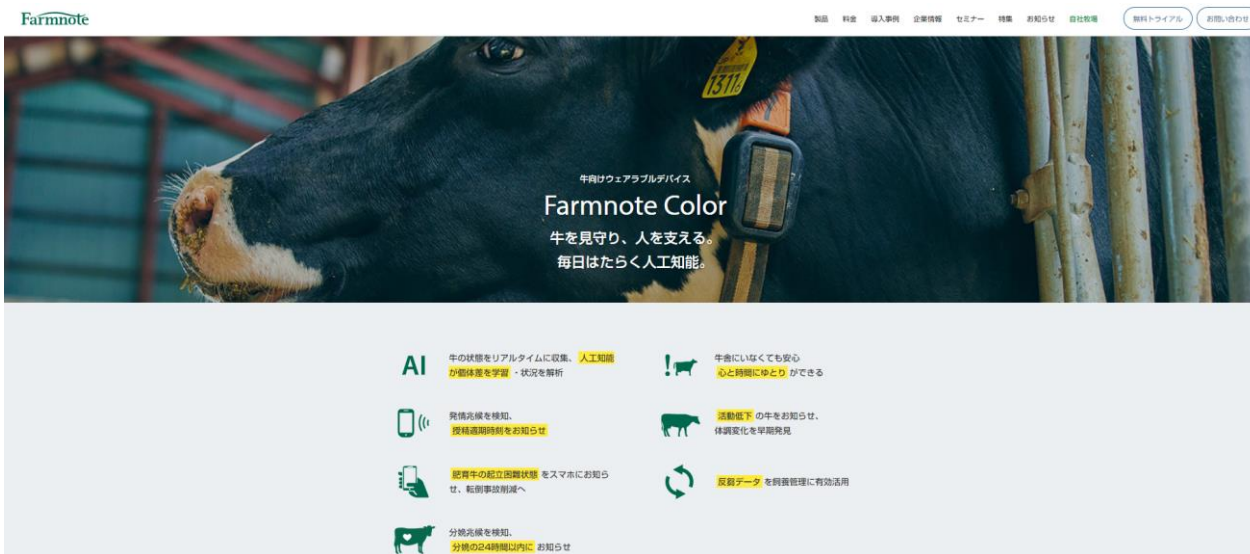 Farmnote
製品 料金 導入事例 企業情報 セミナー 特集 お知らせ 自社牧場 無料トライアル お問い合わせ
1311
牛向けウェアラブルデバイス
Farmnote Color
牛を見守り、人を支える。
毎日はたらく人工知能。
AI
牛の状態をリアルタイムに収集、人工知能
が個体差を学習・状況を解析
牛舎にいなくても安心
心と時間にゆとりができる
発情兆候を検知、
授精適期時刻をお知らせ
活動低下の牛をお知らせ、
体調変化を早期発見
肥育牛の起立困難状態をスマホにお知ら
せ、転倒事故削減へ
反芻データを飼養管理に有効活用
分娩兆候を検知、
分娩の24時間以内にお知らせ